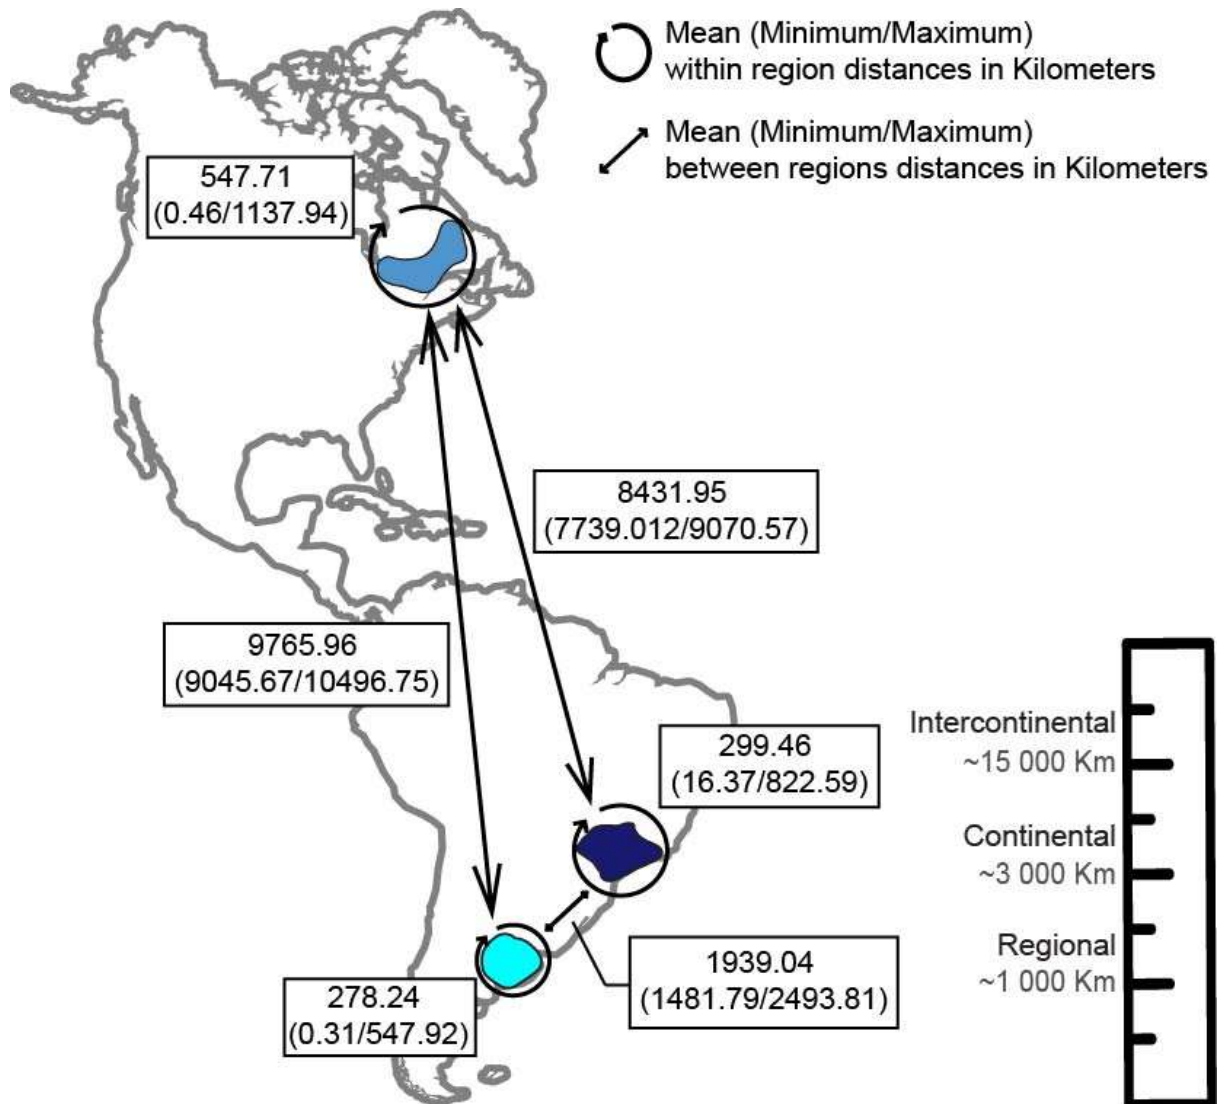 Mean (Minimum/Maximum)
within region distances in Kilometers
Mean (Minimum/Maximum)
between regions distances in Kilometers
547.71
(0.46/1137.94)
8431.95
(7739.012/9070.57)
9765.96
(9045.67/10496.75)
299.46
(16.37/822.59)
1939.04
(1481.79/2493.81)
278.24
(0.31/547.92)
Intercontinental
~15 000 Km
Continental
~3 000 Km
Regional
~1 000 Km